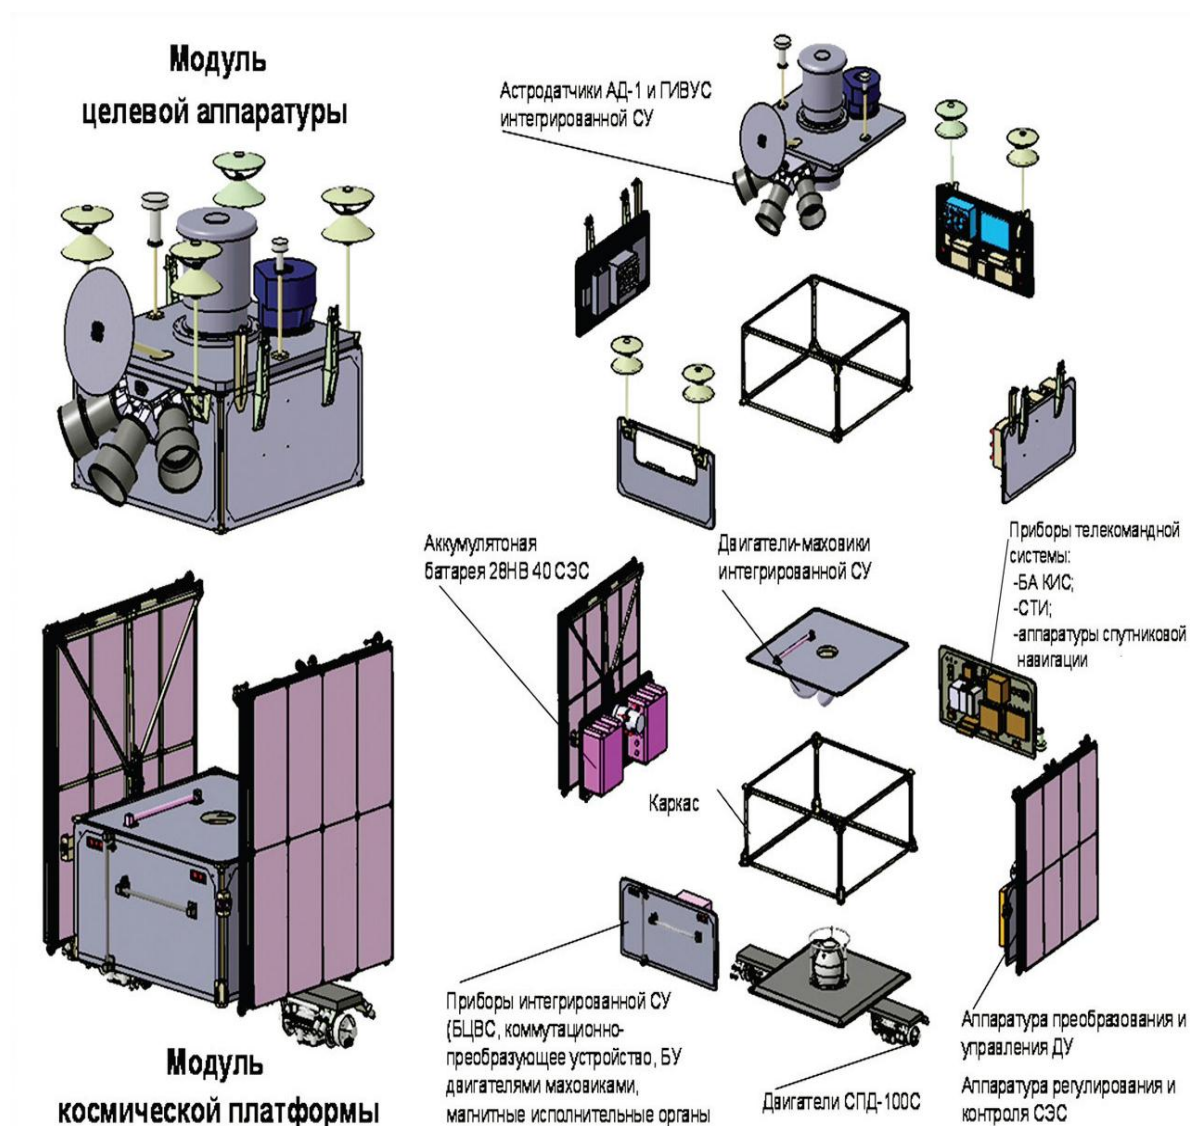 Модуль
целевой аппаратуры
Астродатчики АД-1 и ГИВУС
интегрированной СУ
Аккумулятоная
батарея 28НВ 40 СЭС
Двигатели-маховики
интегрированной СУ
Приборы телекомандной
системы:
-БА КИС;
-СТИ;
-аппаратуры спутниковой
навигации
Каркас
Приборы интегрированной СУ
(БЦВС, коммутационно-
преобразующее устройство, БУ
двигателями маховиками,
магнитные исполнительные органы
Двигатели СПД-100С
Аппаратура преобразования и
управления ДУ
Аппаратура регулирования и
контроля СЭС
Модуль
космической платформы